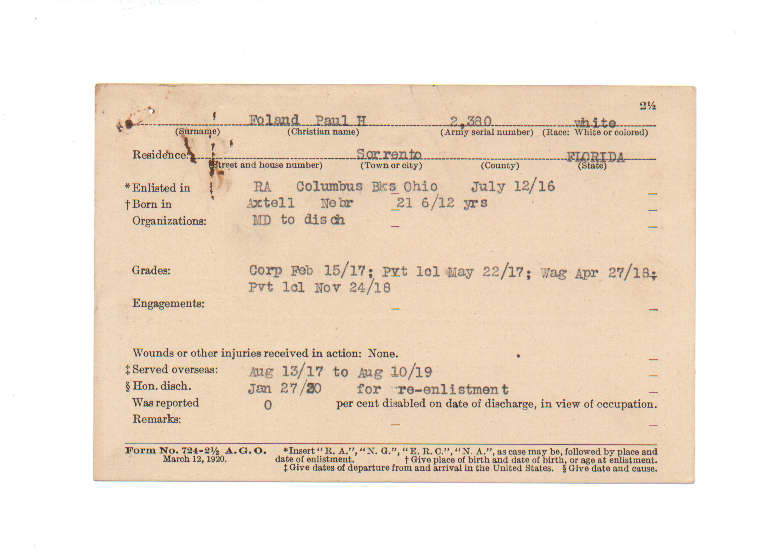 2½
Foland Paul H 2,380 white
(Surname) (Christian name) (Army serial number) (Race: White or colored)
Residence: Sorrento FLORIDA
(Street and house number) (Town or city) (County) (State)
*Enlisted in RA Columbus Bks Ohio July 12/16
†Born in Axtell Nebr 21 6/12 yrs
Organizations: MD to disch
Grades: Corp Feb 15/17; Pvt 1cl May 22/17; Wag Apr 27/18;
Pvt 1cl Nov 24/18
Engagements:
Wounds or other injuries received in action: None.
‡Served overseas: Aug 13/17 to Aug 10/19
§Hon. disch. Jan 27/20 for re-enlistment
Was reported 0 per cent disabled on date of discharge, in view of occupation.
Remarks:
Form No. 724-2½ A. G. O. *Insert "R. A.", "N. G.", "E. R. C.", "N. A.", as case may be, followed by place and
March 12, 1920. date of enlistment. †Give place of birth and date of birth, or age at enlistment.
‡Give dates of departure from and arrival in the United States. §Give date and cause.